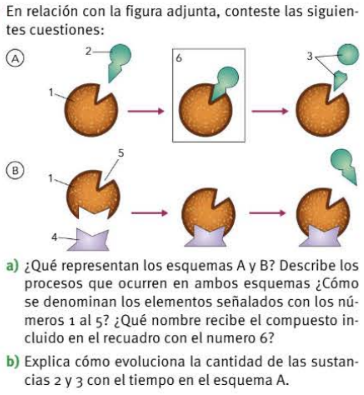 En relación con la figura adjunta, conteste las siguien-
tes cuestiones:
A
2
6
3
1
B
1
5
4
a) ¿Qué representan los esquemas A y B? Describe los
procesos que ocurren en ambos esquemas ¿Cómo
se denominan los elementos señalados con los nú-
meros 1 al 5? ¿Qué nombre recibe el compuesto in-
cluido en el recuadro con el numero 6?
b) Explica cómo evoluciona la cantidad de las sustan-
cias 2 y 3 con el tiempo en el esquema A.